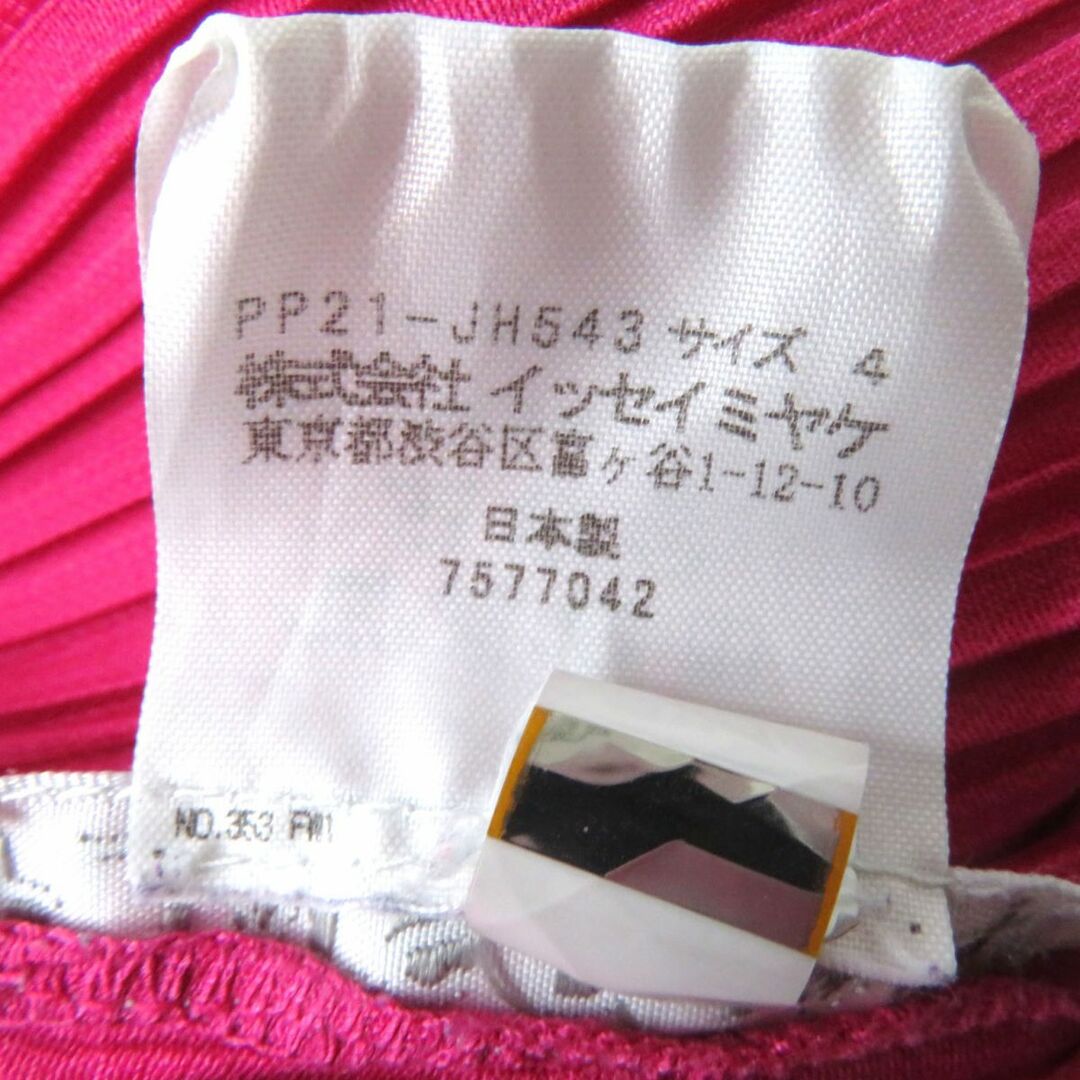 PP21-JH543 サイズ 4
株式会社 イッセイミヤケ
東京都渋谷区富ヶ谷1-12-10
日本製
7577042
NO.353